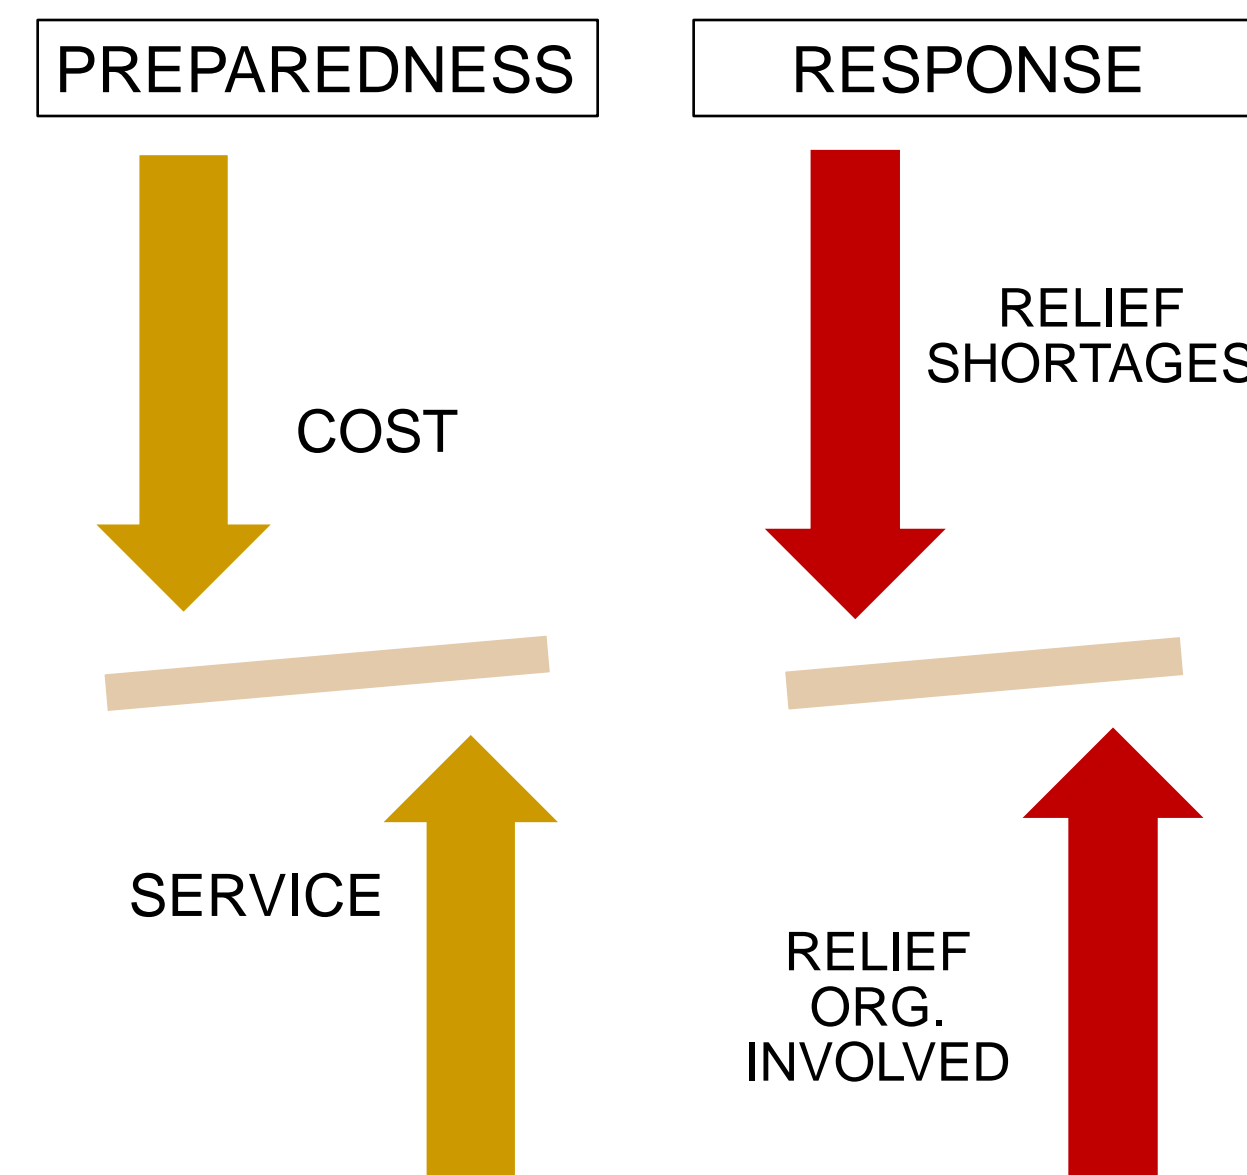 PREPAREDNESS
COST
SERVICE
RESPONSE
RELIEF
SHORTAGES
RELIEF
ORG.
INVOLVED